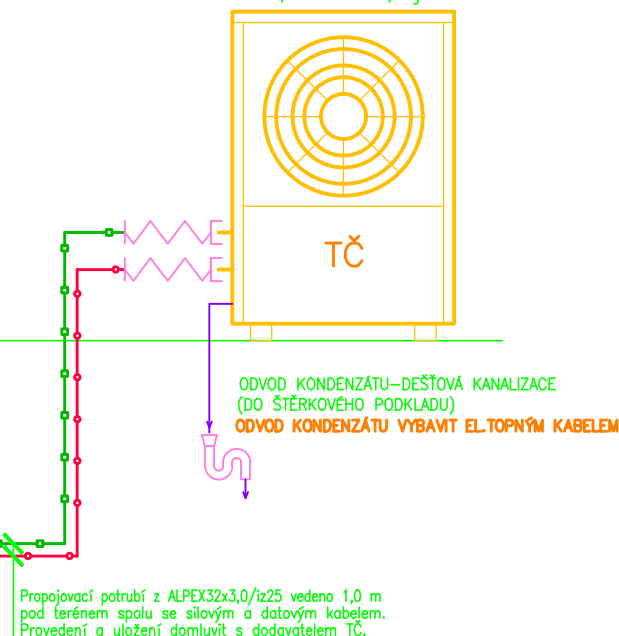 TČ
ODVOD KONDENZÁTU-DEŠŤOVÁ KANALIZACE
(DO ŠTĚRKOVÉHO PODKLADU)
ODVOD KONDENZÁTU VYBAVIT EL.TOPNÝM KABELEM
Propojovací potrubí z ALPEX32x3,0/iz25 vedeno 1,0 m
pod terénem spolu se silovým a datovým kabelem.
Provedení a uložení domluvit s dodavatelem TČ.